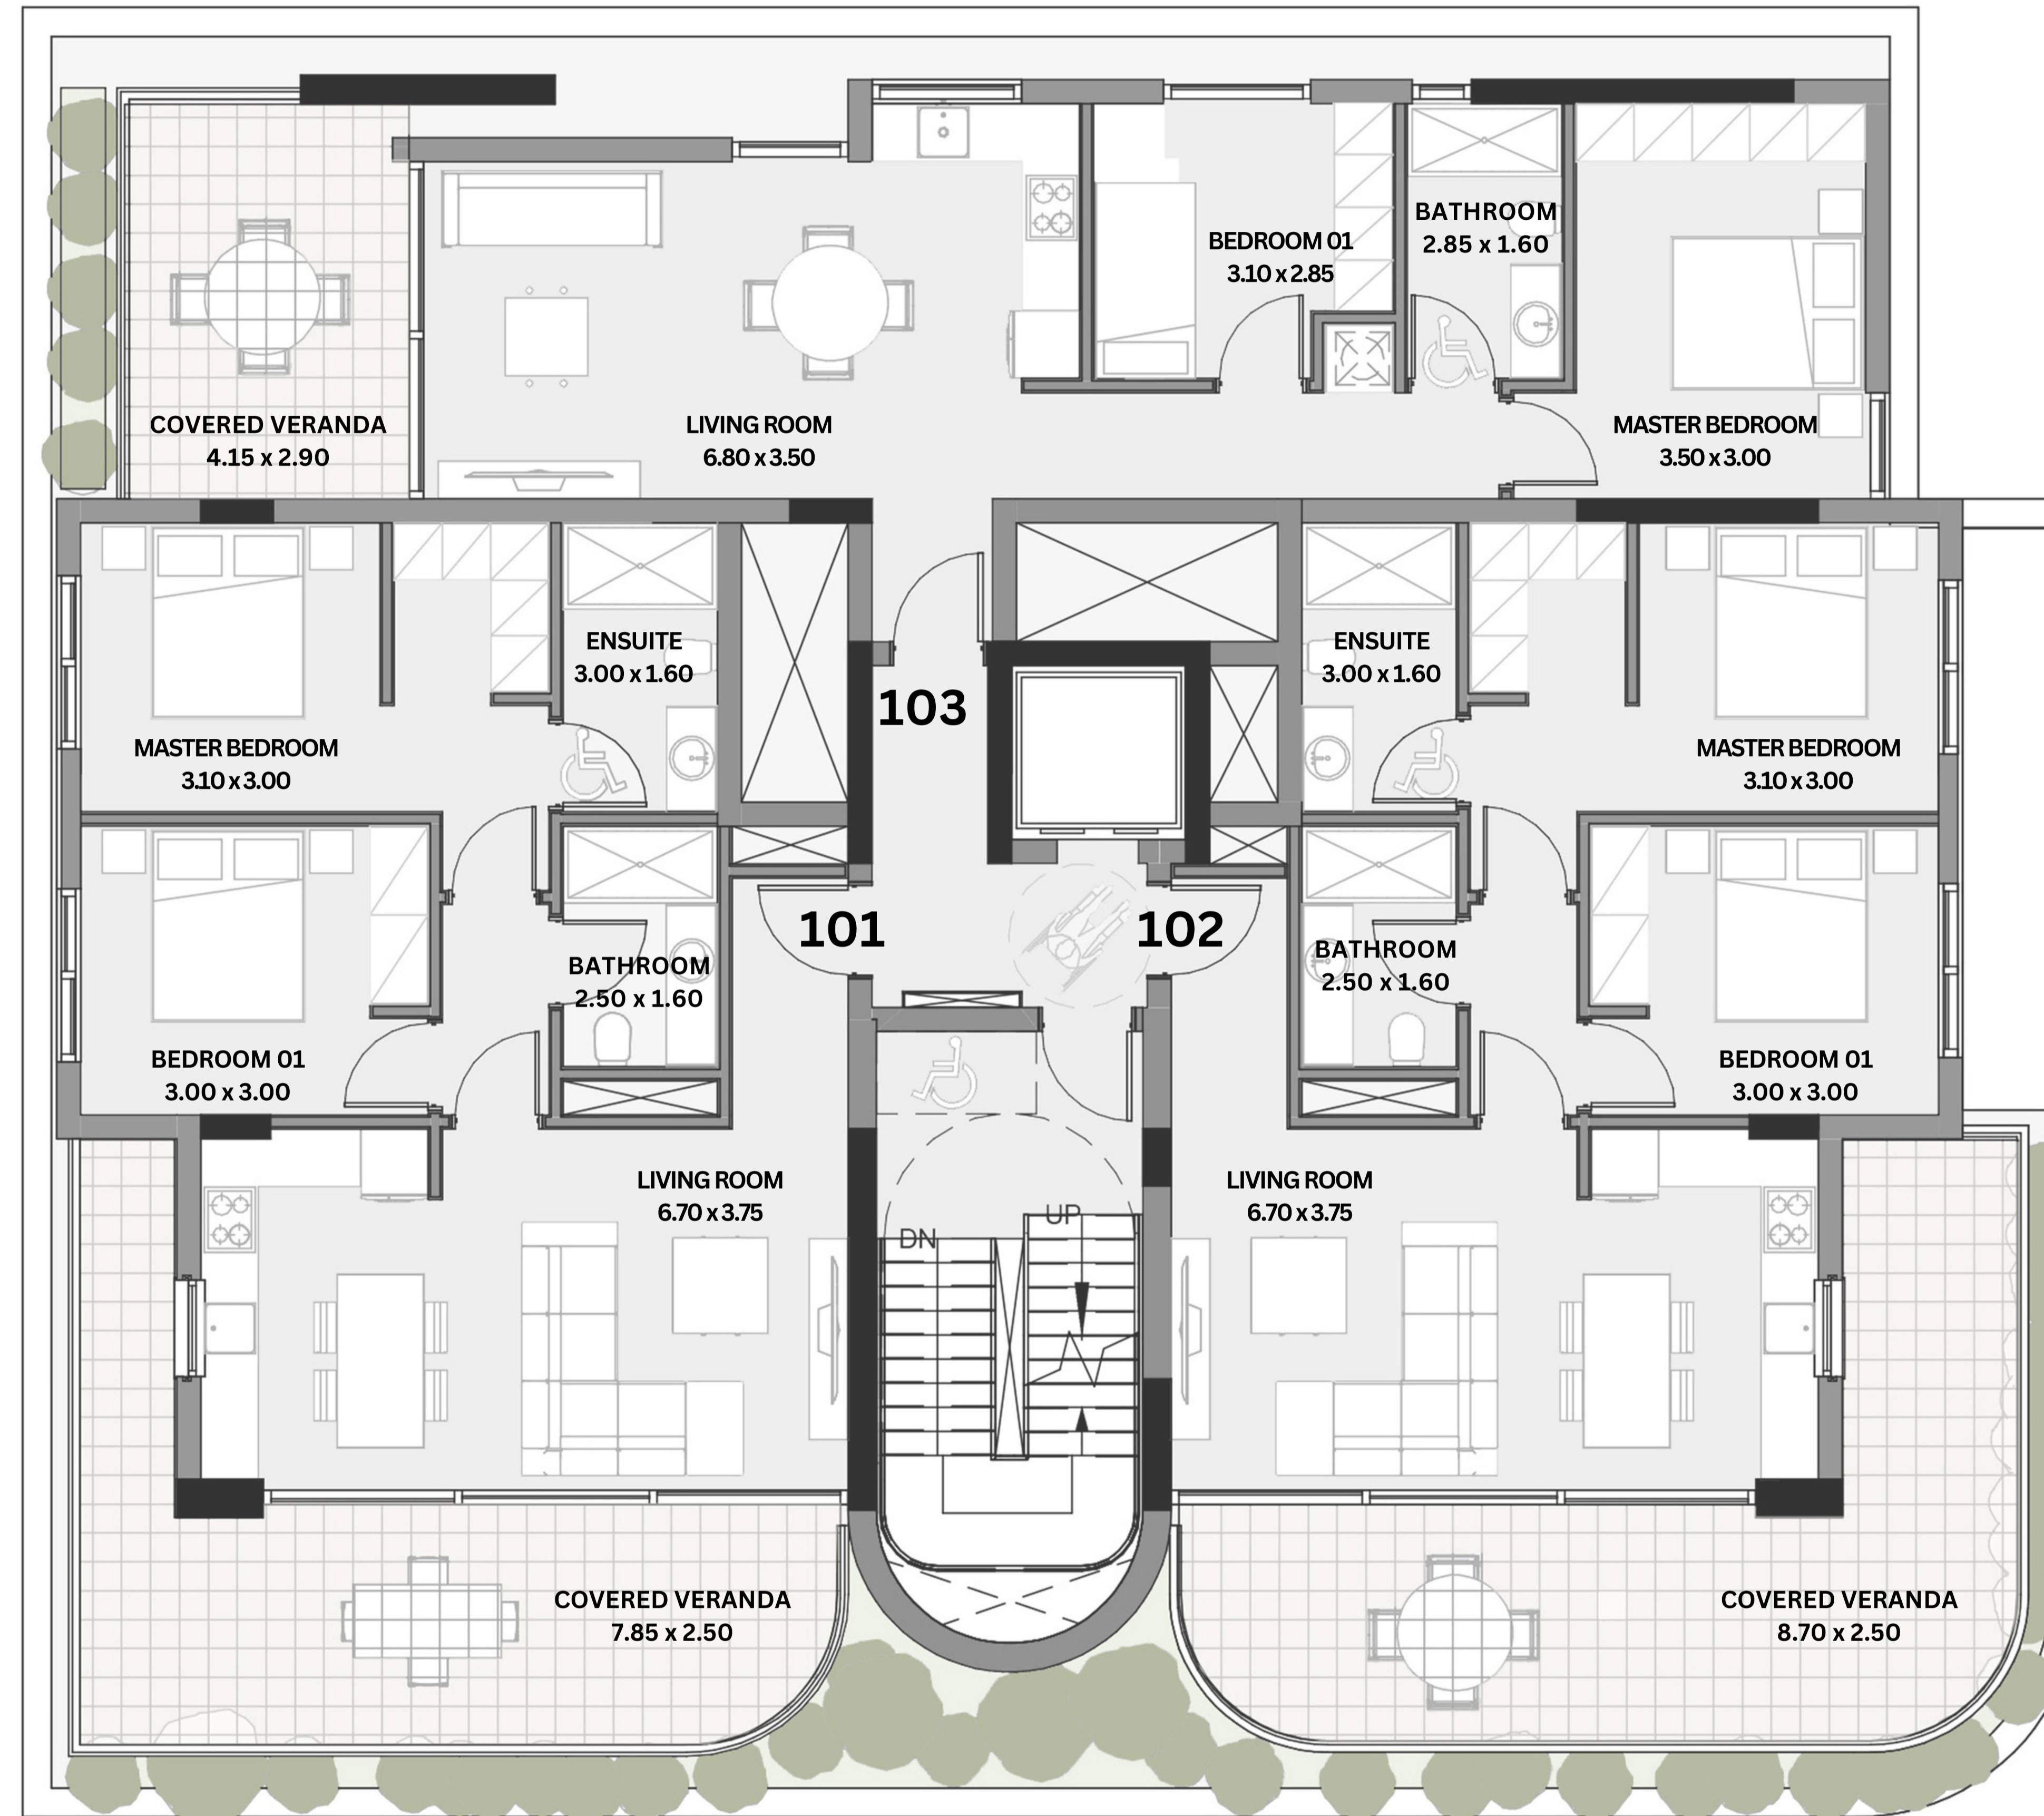 BATHROOM
2.85 x 1.60
BEDROOM 01
3.10 x 2.85
COVERED VERANDA
4.15 x 2.90
LIVING ROOM
6.80 x 3.50
MASTER BEDROOM
3.50 x 3.00
ENSUITE
3.00 x 1.60
ENSUITE
3.00 x 1.60
103
MASTER BEDROOM
3.10 x 3.00
MASTER BEDROOM
3.10 x 3.00
101
102
BATHROOM
2.50 x 1.60
BATHROOM
2.50 x 1.60
BEDROOM 01
3.00 x 3.00
BEDROOM 01
3.00 x 3.00
LIVING ROOM
6.70 x 3.75
LIVING ROOM
6.70 x 3.75
UP
DN
COVERED VERANDA
7.85 x 2.50
COVERED VERANDA
8.70 x 2.50